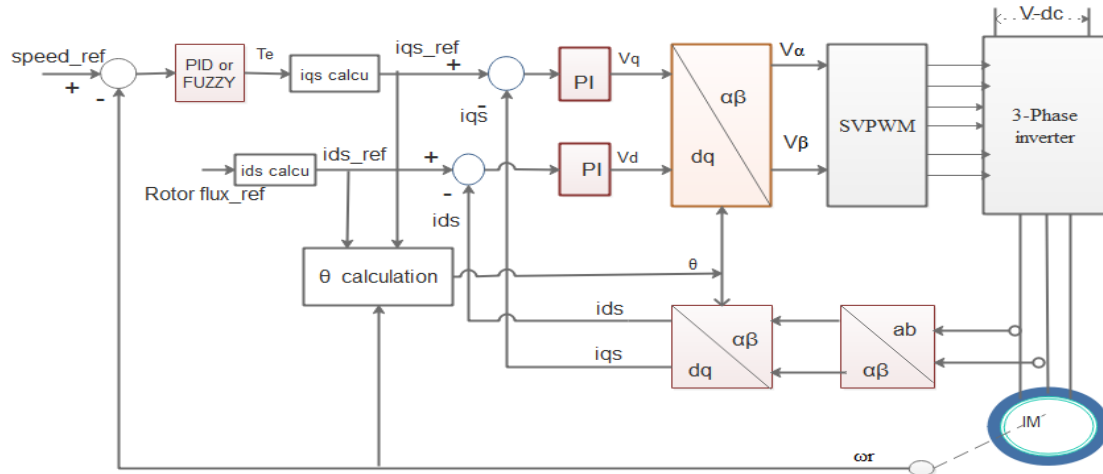 V-dc
speed_ref
+
-
PID or
FUZZY
Te
iqs calcu
iqs_ref
+
-
iqs
PI
Vq
αβ
dq
Vα
Vβ
SVPWM
3-Phase
inverter
Rotor flux_ref
ids calcu
ids_ref
+
-
ids
PI
Vd
θ calculation
θ
ids
iqs
αβ
dq
ab
αβ
IM
ωr